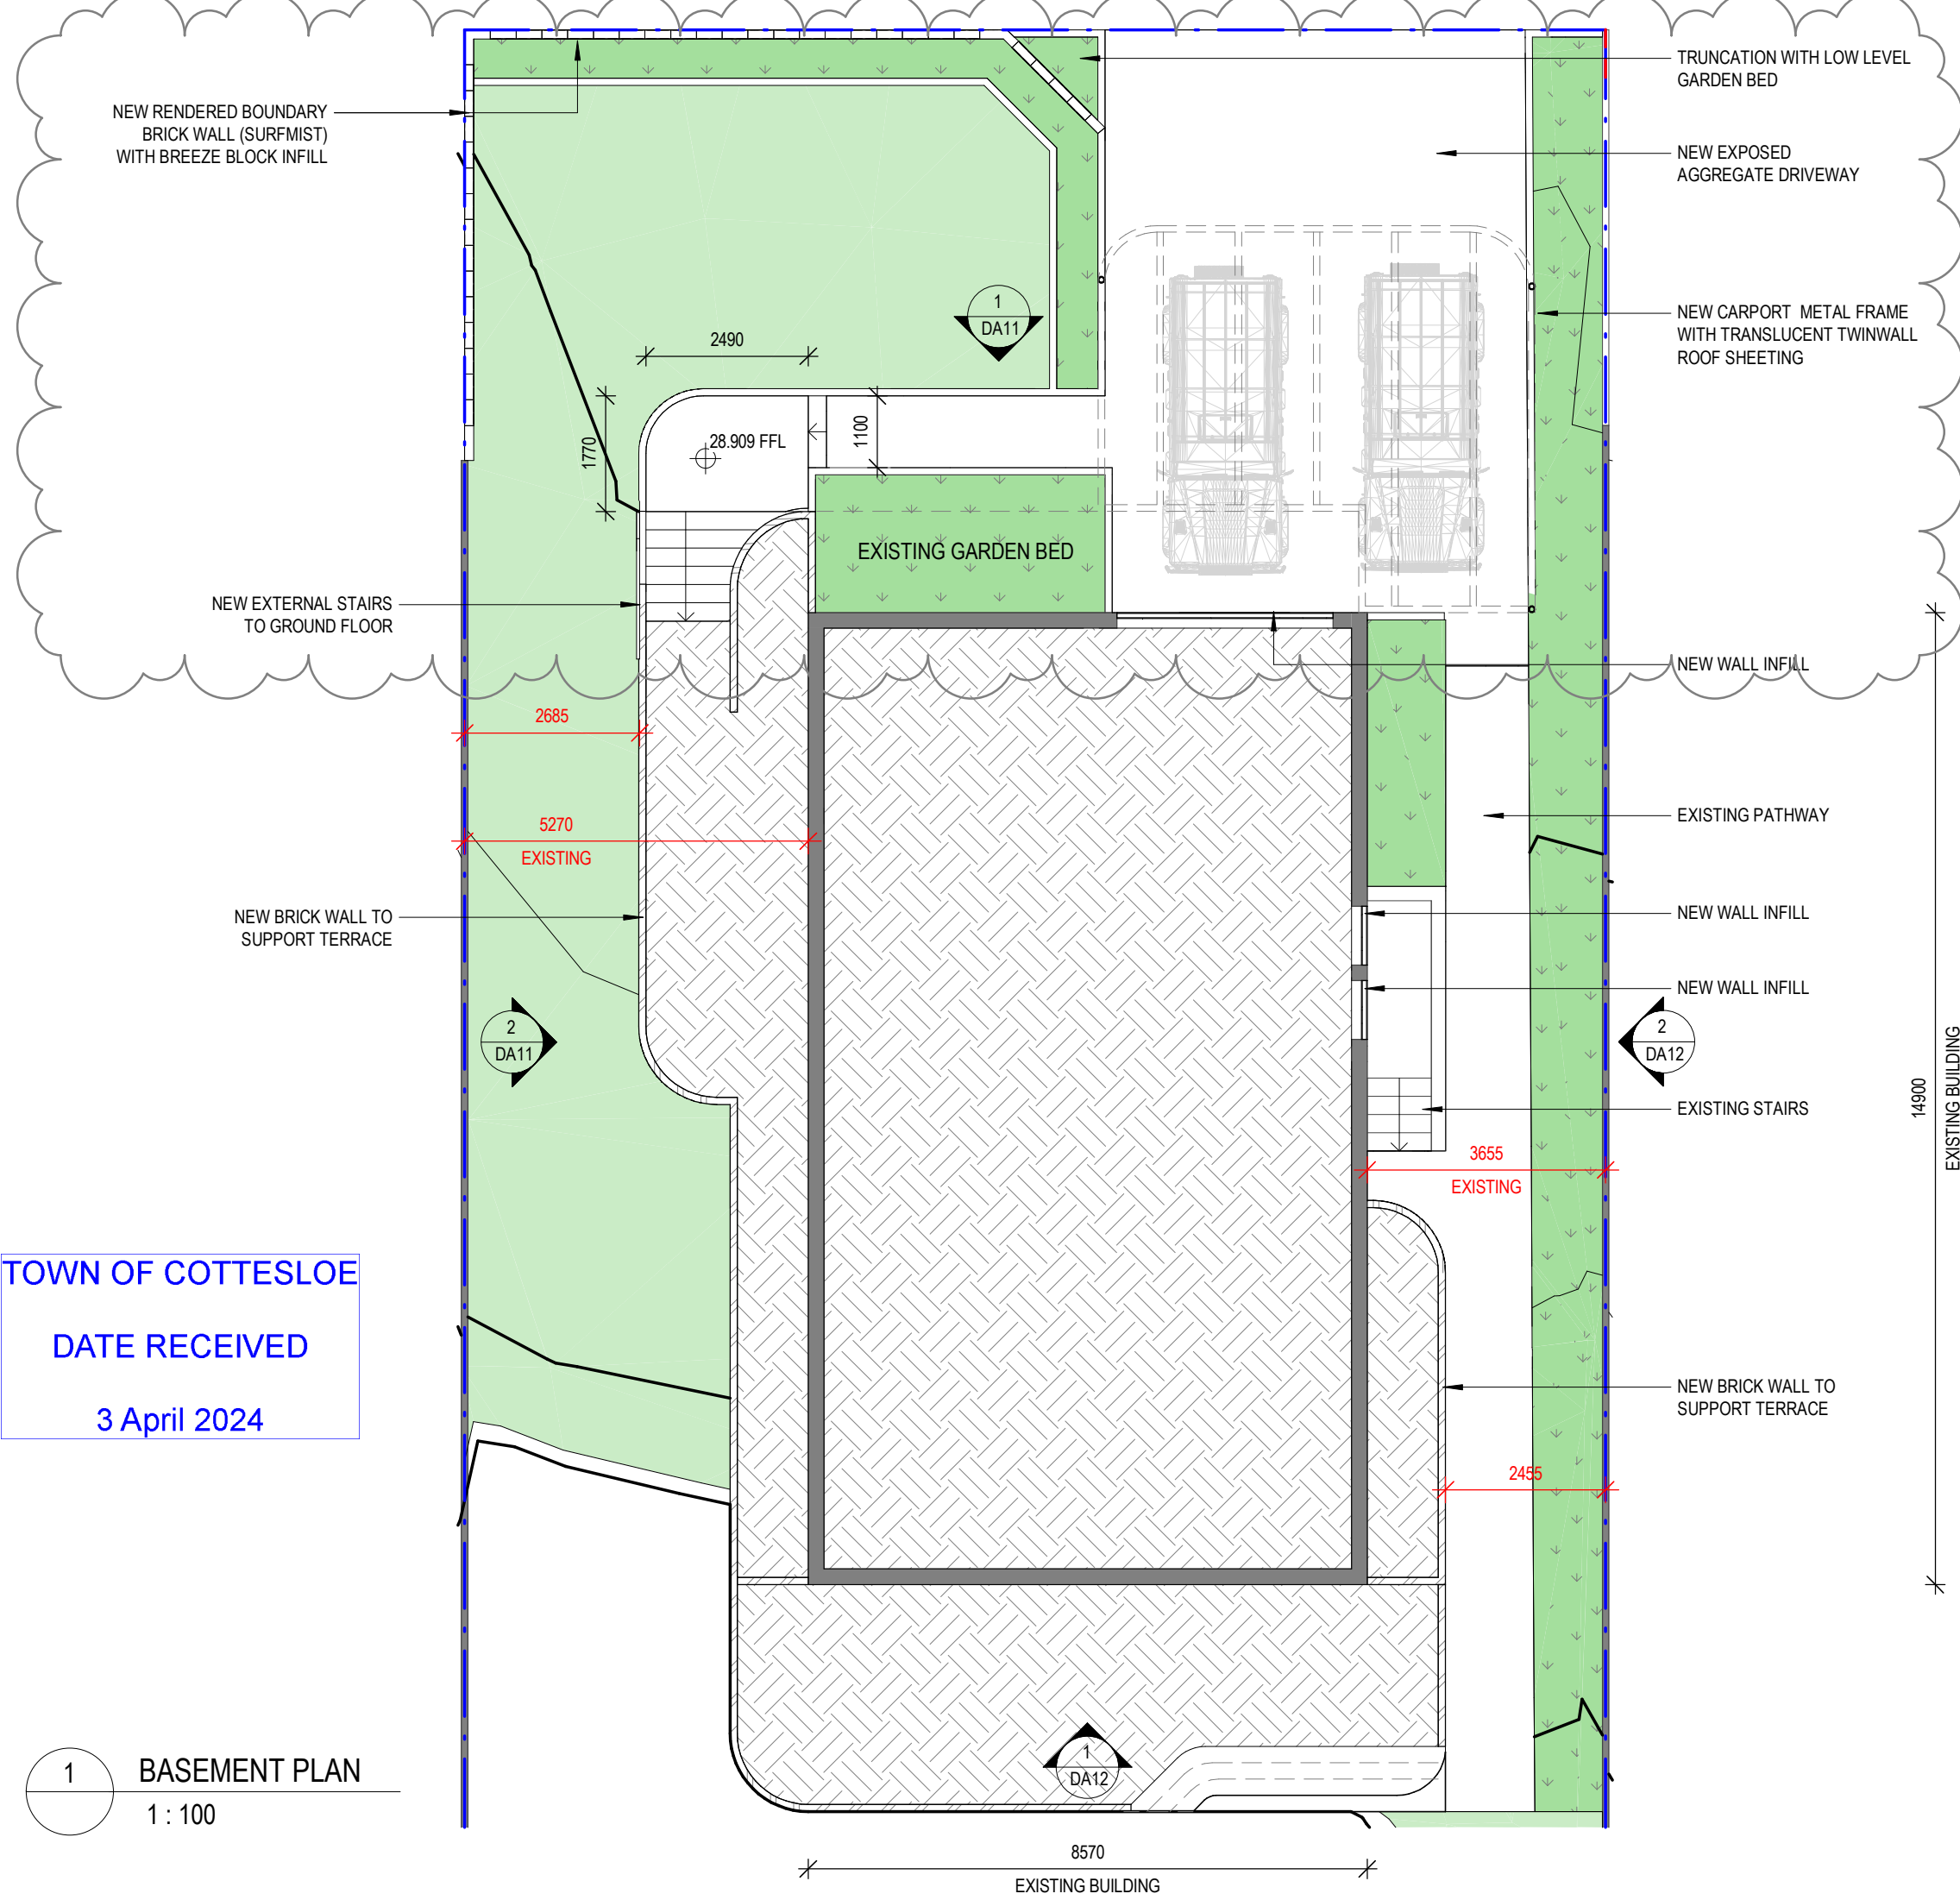 TRUNCATION WITH LOW LEVEL
GARDEN BED
NEW RENDERED BOUNDARY
BRICK WALL (SURFMIST)
WITH BREEZE BLOCK INFILL
NEW EXPOSED
AGGREGATE DRIVEWAY
1
DA11
NEW CARPORT METAL FRAME
WITH TRANSLUCENT TWINWALL
ROOF SHEETING
2490
1770
28.909 FFL
1100
EXISTING GARDEN BED
NEW EXTERNAL STAIRS
TO GROUND FLOOR
NEW WALL INFILL
2685
5270
EXISTING
EXISTING PATHWAY
NEW BRICK WALL TO
SUPPORT TERRACE
NEW WALL INFILL
NEW WALL INFILL
2
DA11
2
DA12
14900
EXISTING BUILDING
EXISTING STAIRS
3655
EXISTING
TOWN OF COTTESLOE
DATE RECEIVED
3 April 2024
NEW BRICK WALL TO
SUPPORT TERRACE
2455
1
DA12
1
BASEMENT PLAN
1 : 100
8570
EXISTING BUILDING